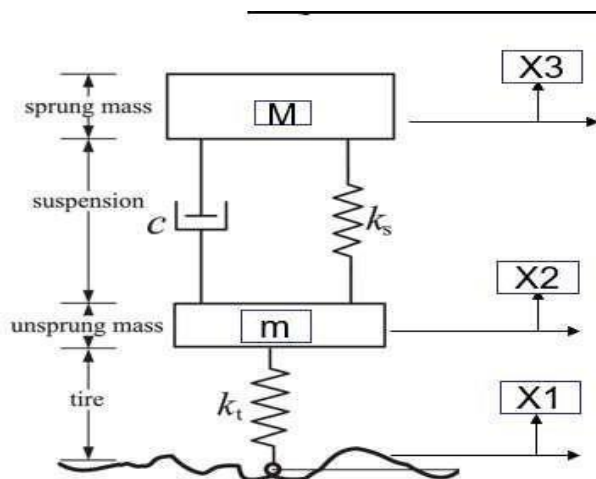 X3
sprung mass
M
suspension
c
kₛ
X2
unsprung mass
m
tire
kₜ
X1